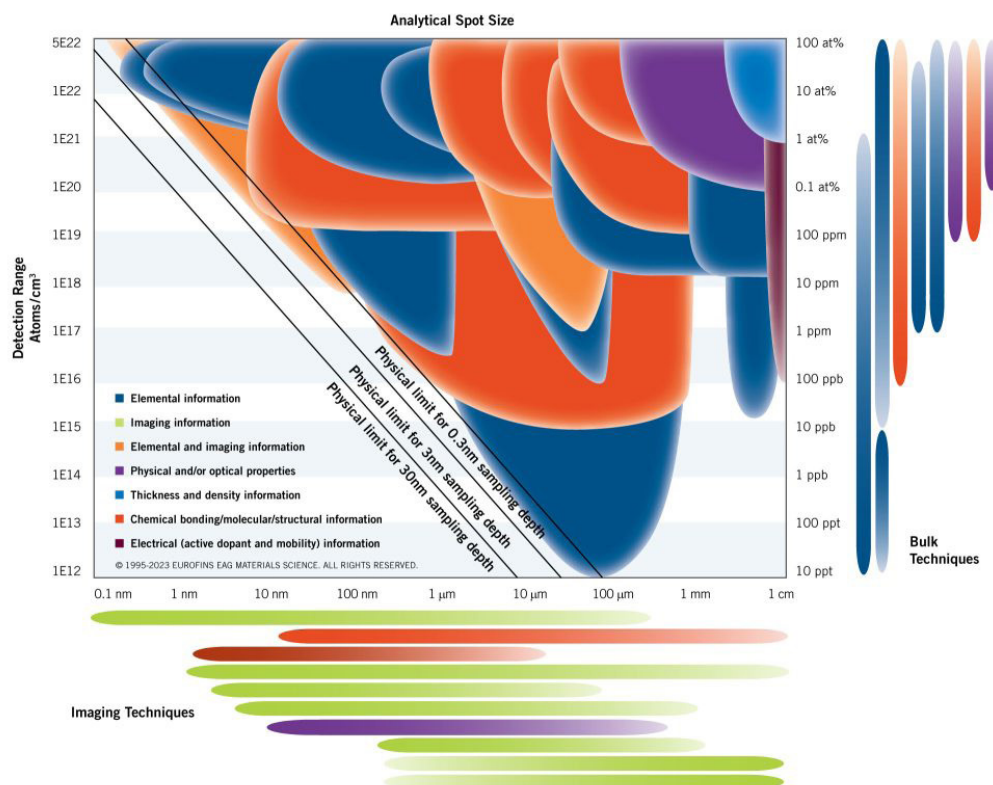 Analytical Spot Size
5E22
1E22
1E21
1E20
1E19
1E18
1E17
1E16
1E15
1E14
1E13
1E12
Detection Range
Atoms/cm³
100 at%
10 at%
1 at%
0.1 at%
100 ppm
10 ppm
1 ppm
100 ppb
10 ppb
1 ppb
100 ppt
10 ppt
Physical limit for 0.3nm sampling depth
Physical limit for 3nm sampling depth
Physical limit for 30nm sampling depth
Elemental information
Imaging information
Elemental and imaging information
Physical and/or optical properties
Thickness and density information
Chemical bonding/molecular/structural information
Electrical (active dopant and mobility) information
© 1995-2023 EUROFINS EAG MATERIALS SCIENCE. ALL RIGHTS RESERVED.
0.1 nm
1 nm
10 nm
100 nm
1 µm
10 µm
100 µm
1 mm
1 cm
Bulk
Techniques
Imaging Techniques